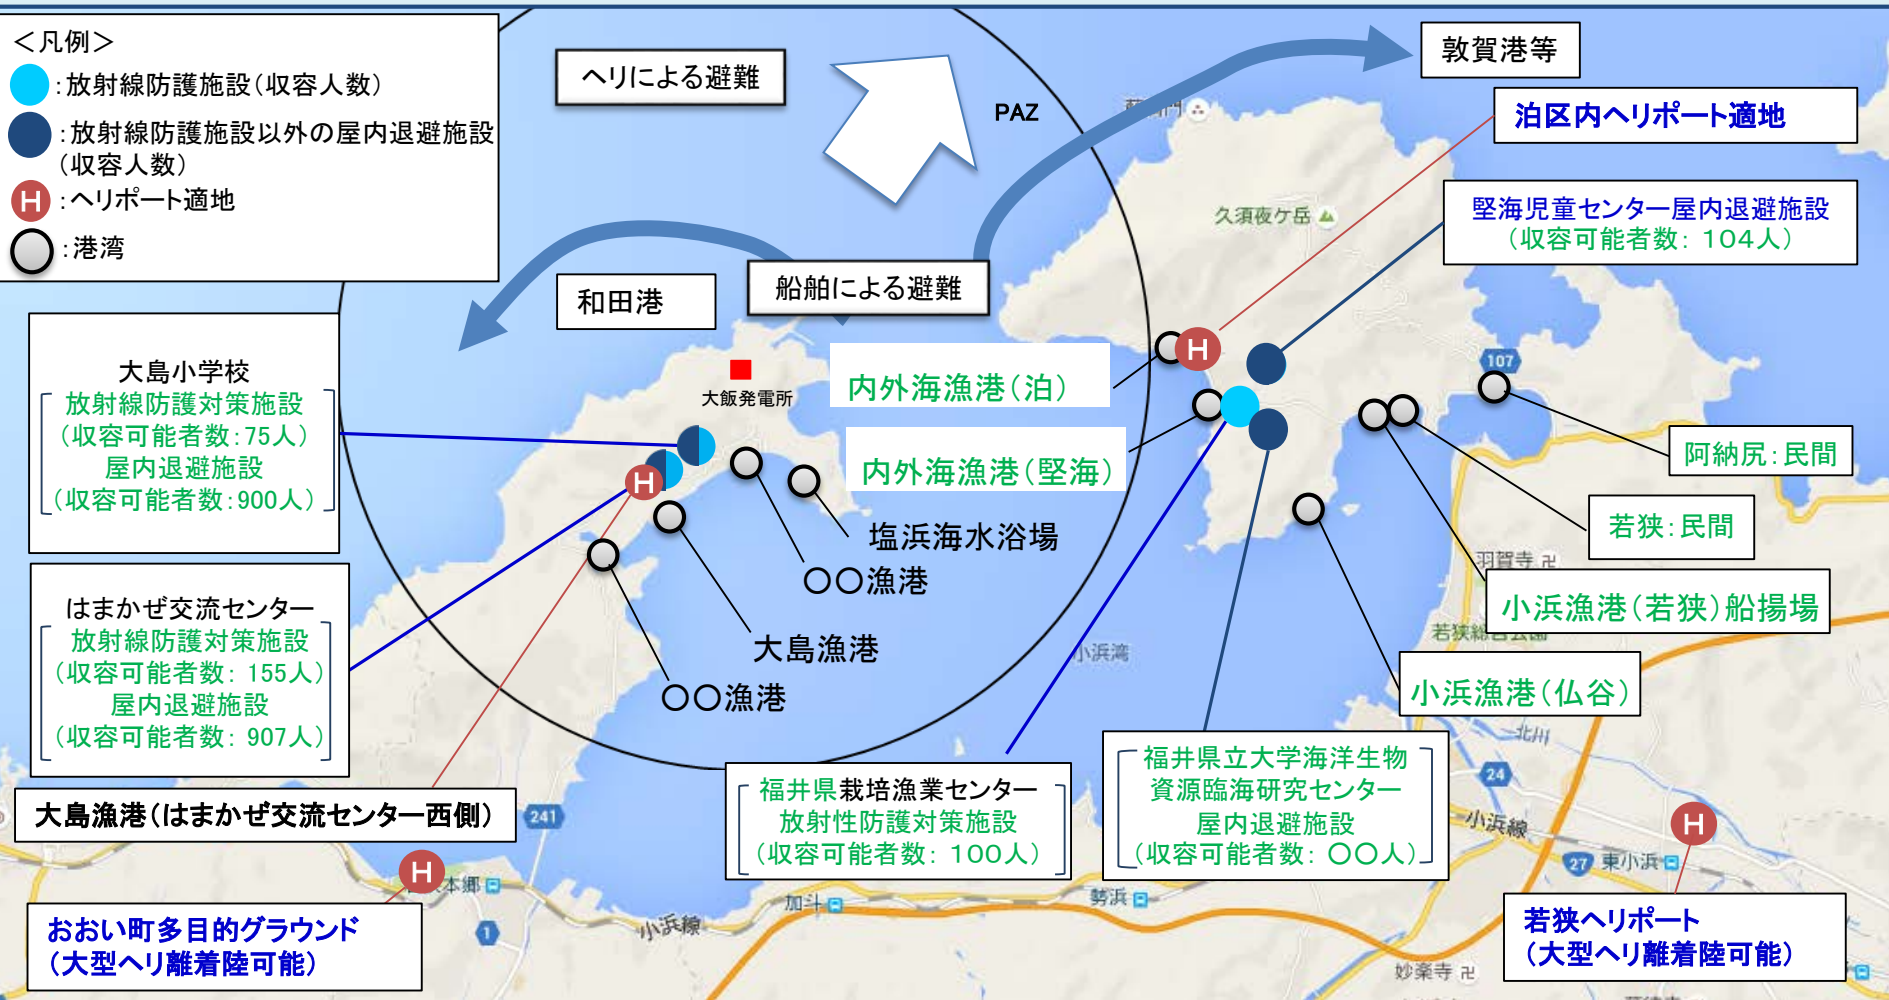 <凡例>
:放射線防護施設(収容人数)
:放射線防護施設以外の屋内退避施設
(収容人数)
H:ヘリポート適地
:港湾
ヘリによる避難
PAZ
敦賀港等
泊区内ヘリポート適地
久須夜ケ岳
堅海児童センター屋内退避施設
(収容可能者数: 104人)
船舶による避難
和田港
大島小学校
放射線防護対策施設
(収容可能者数:75人)
屋内退避施設
(収容可能者数:900人)
大飯発電所
内外海漁港(泊)
H
107
内外海漁港(堅海)
阿納尻:民間
H
塩浜海水浴場
若狭:民間
〇〇漁港
羽賀寺
はまかぜ交流センター
放射線防護対策施設
(収容可能者数: 155人)
屋内退避施設
(収容可能者数: 907人)
小浜漁港(若狭)船揚場
大島漁港
小浜湾
〇〇漁港
小浜漁港(仏谷)
北川
24
福井県栽培漁業センター
放射性防護対策施設
(収容可能者数: 100人)
福井県立大学海洋生物
資源臨海研究センター
屋内退避施設
(収容可能者数: 〇〇人)
大島漁港(はまかぜ交流センター西側)
241
小浜線
H
27
東小浜
H
本郷
加斗
勢浜
おおい町多目的グラウンド
(大型ヘリ離着陸可能)
1
小浜線
若狭ヘリポート
(大型ヘリ離着陸可能)
妙楽寺